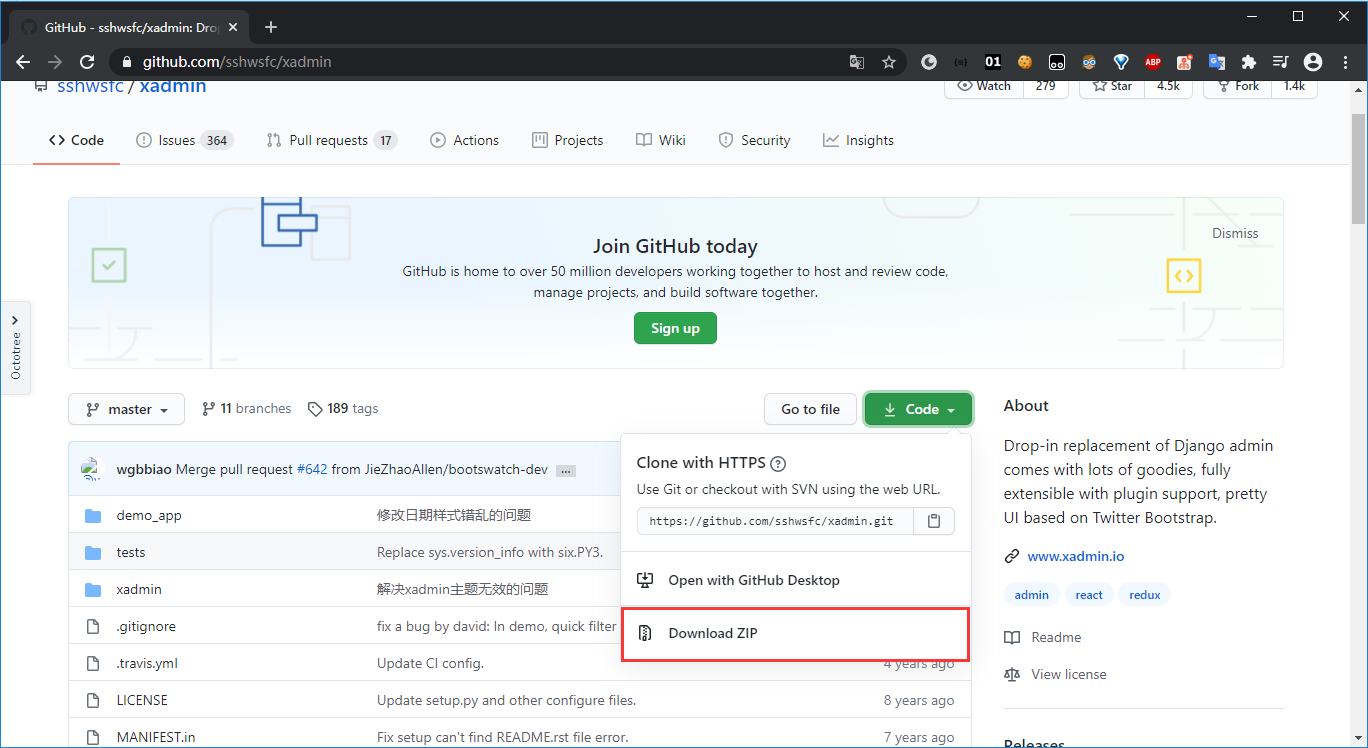 GitHub - sshwsfc/xadmin: Dro
github.com/sshwsfc/xadmin
01
ABP
sshwsfc / xadmin
Watch 279 Star 4.5k Fork 1.4k
Code Issues 364 Pull requests 17 Actions Projects Wiki Security Insights
Dismiss
Join GitHub today
GitHub is home to over 50 million developers working together to host and review code,
manage projects, and build software together.
Sign up
Octotree
master 11 branches 189 tags Go to file Code
Clone with HTTPS
Use Git or checkout with SVN using the web URL.
https://github.com/sshwsfc/xadmin.git
Open with GitHub Desktop
Download ZIP
wgbbiao Merge pull request #642 from JieZhaoAllen/bootswatch-dev ...
demo_app 修改日期样式错乱的问题
tests Replace sys.version_info with six.PY3.
xadmin 解决xadmin主题无效的问题
.gitignore fix a bug by david: In demo, quick filter
.travis.yml Update CI config. 4 years ago
LICENSE Update setup.py and other configure files. 8 years ago
MANIFEST.in Fix setup can't find README.rst file error. 7 years ago
About
Drop-in replacement of Django admin
comes with lots of goodies, fully
extensible with plugin support, pretty
UI based on Twitter Bootstrap.
www.xadmin.io
admin react redux
Readme
View license
Releases